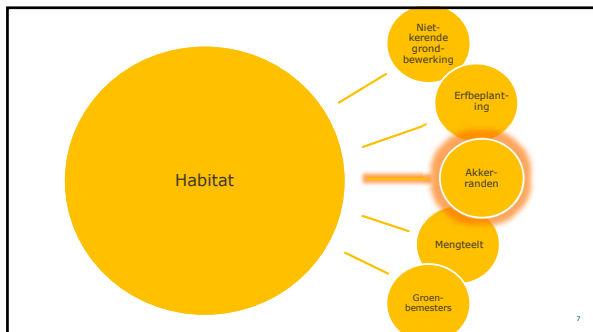 Niet-
kerende
grond-
bewerking
Erfbeplant-
ing
Habitat
Akker-
randen
Mengteelt
Groen-
bemesters
7